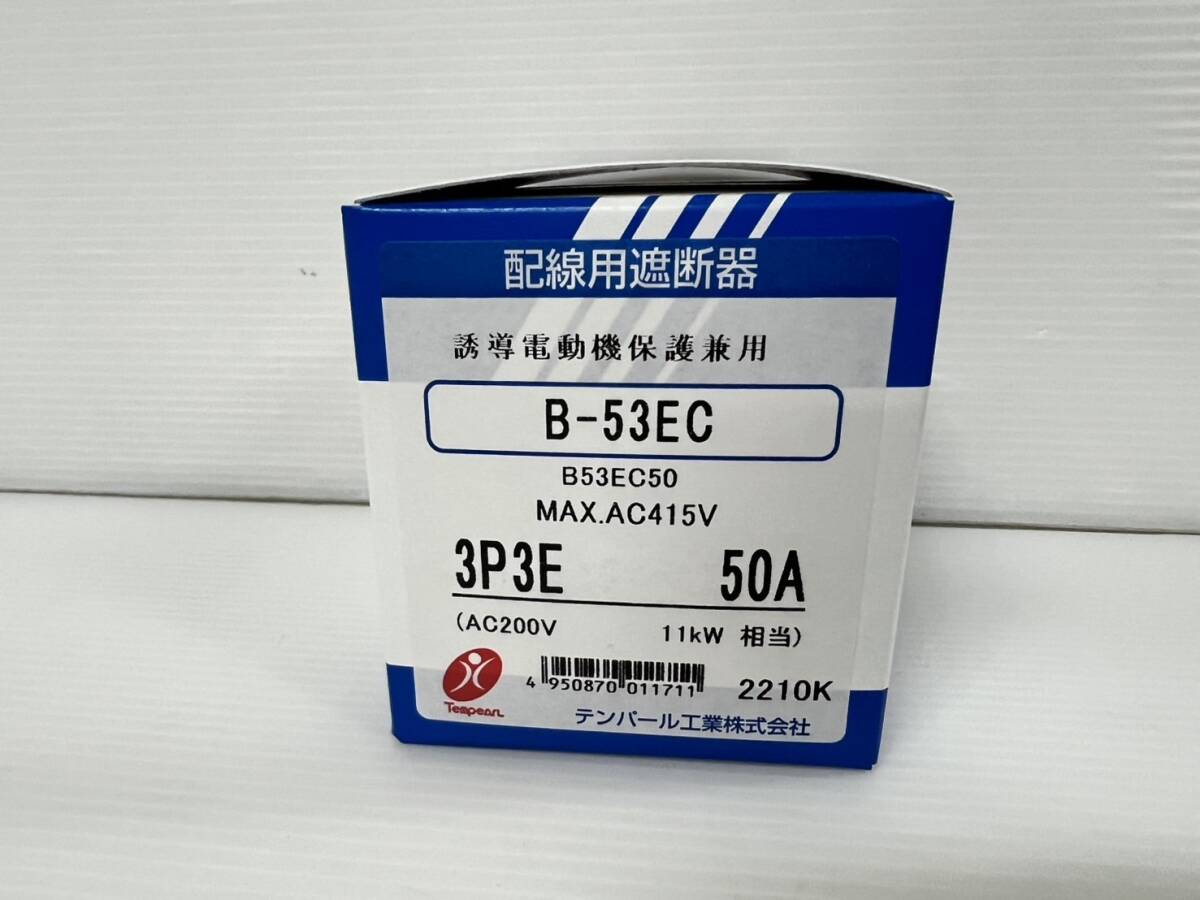 配線用遮断器
誘導電動機保護兼用
B-53EC
B53EC50
MAX.AC415V
3P3E 50A
(AC200V 11kW 相当)
4 950870 011711
2210K
Tempearl
テンパール工業株式会社